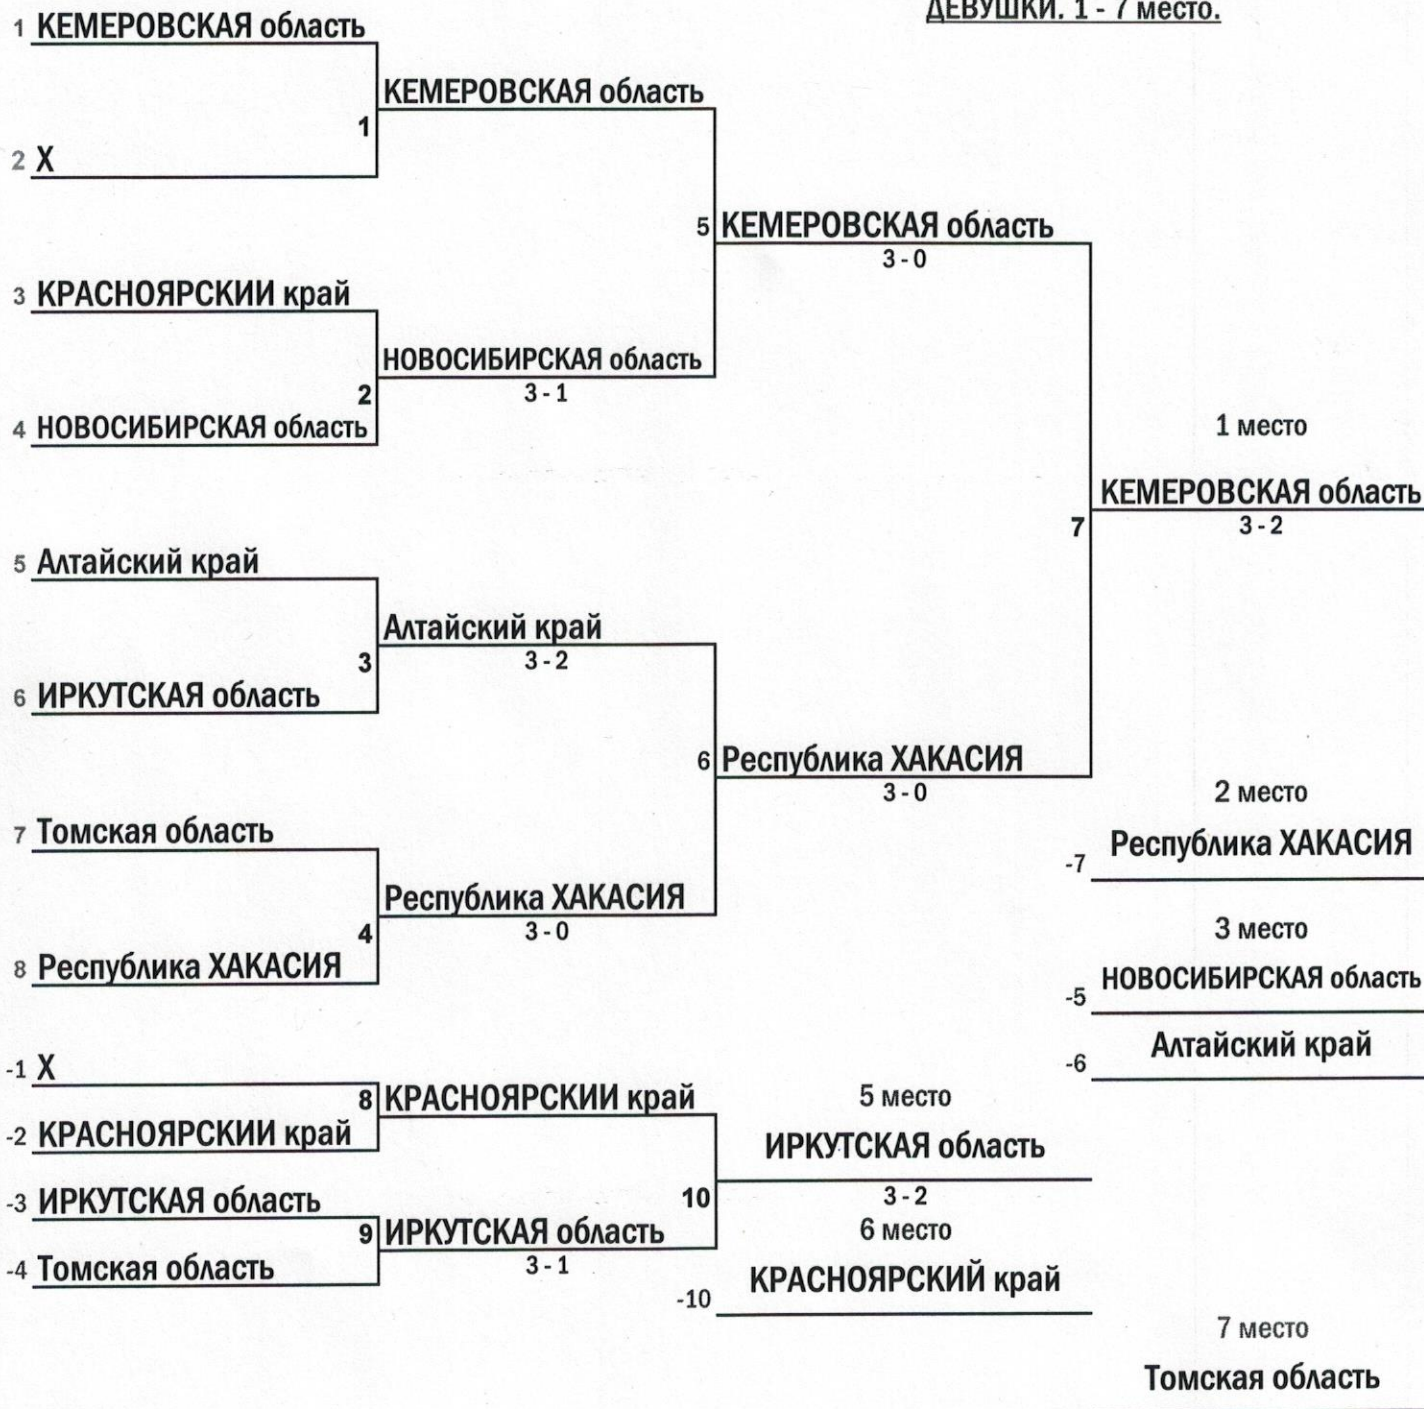 ДЕВУШКИ. 1 - 7 место.
1 КЕМЕРОВСКАЯ область
КЕМЕРОВСКАЯ область
1
2 Х
5 КЕМЕРОВСКАЯ область
3 - 0
3 КРАСНОЯРСКИИ край
НОВОСИБИРСКАЯ область
3 - 1
2
4 НОВОСИБИРСКАЯ область
1 место
КЕМЕРОВСКАЯ область
3 - 2
7
5 Алтайский край
Алтайский край
3 - 2
3
6 ИРКУТСКАЯ область
6 Республика ХАКАСИЯ
3 - 0
2 место
7 Томская область
-7 Республика ХАКАСИЯ
Республика ХАКАСИЯ
3 - 0
4
3 место
8 Республика ХАКАСИЯ
-5 НОВОСИБИРСКАЯ область
-6 Алтайский край
-1 Х
8 КРАСНОЯРСКИИ край
-2 КРАСНОЯРСКИИ край
5 место
ИРКУТСКАЯ область
3 - 2
-3 ИРКУТСКАЯ область
10
9 ИРКУТСКАЯ область
3 - 1
-4 Томская область
6 место
-10 КРАСНОЯРСКИЙ край
7 место
Томская область